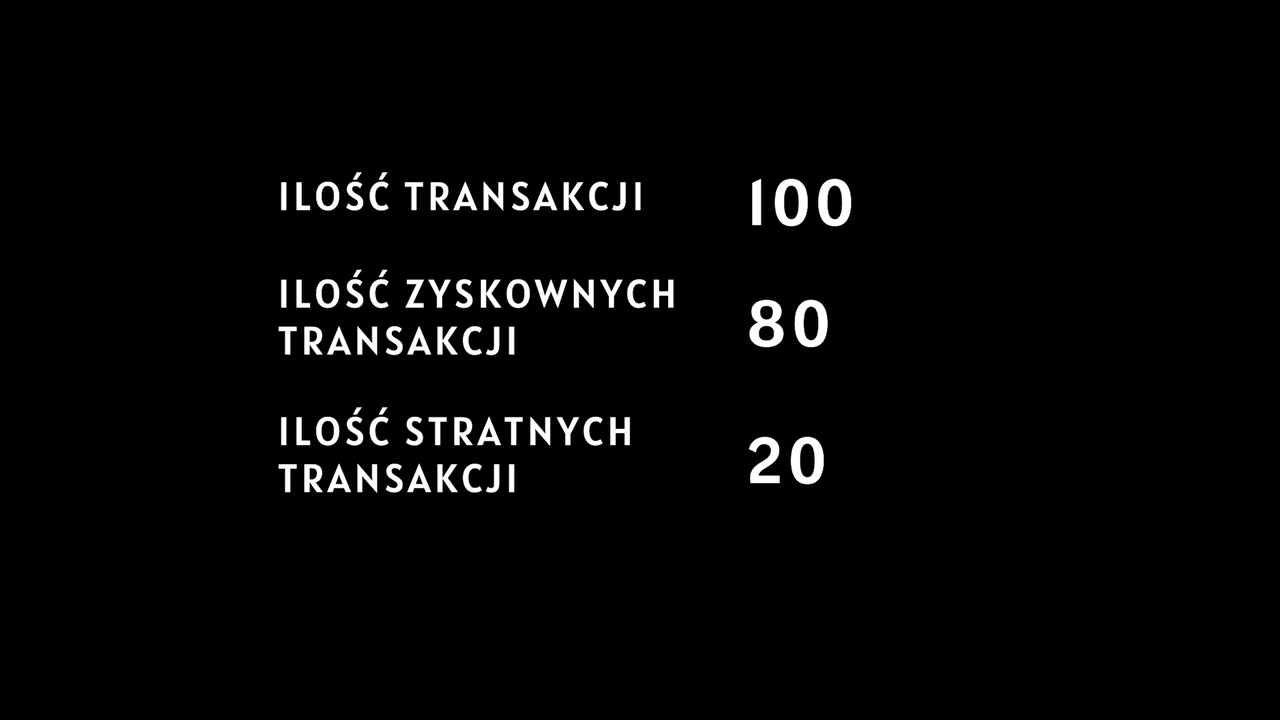 ILOŚĆ TRANSAKCJI 100
ILOŚĆ ZYSKOWNYCH
TRANSAKCJI 80
ILOŚĆ STRATNYCH
TRANSAKCJI 20